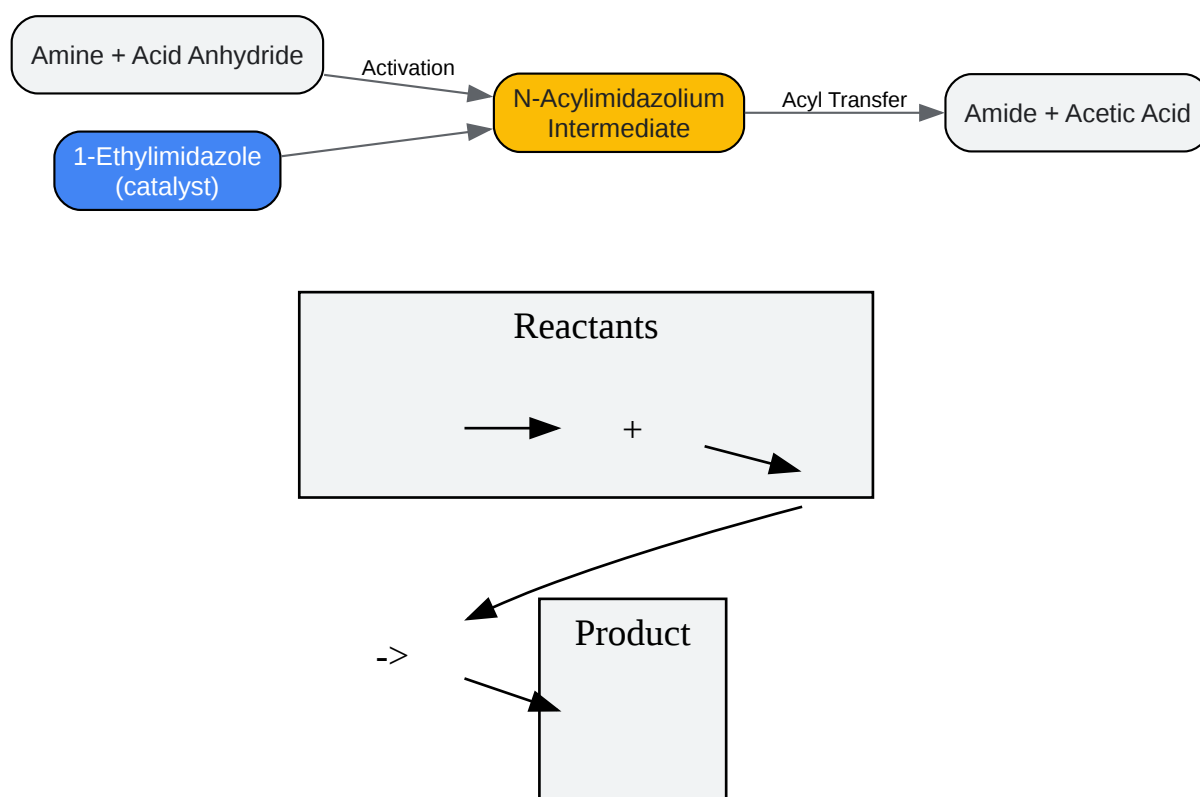 Amine + Acid Anhydride
Activation
1-Ethylimidazole
(catalyst)
N-Acylimidazolium
Intermediate
Acyl Transfer
Amide + Acetic Acid
Reactants
+
->
Product